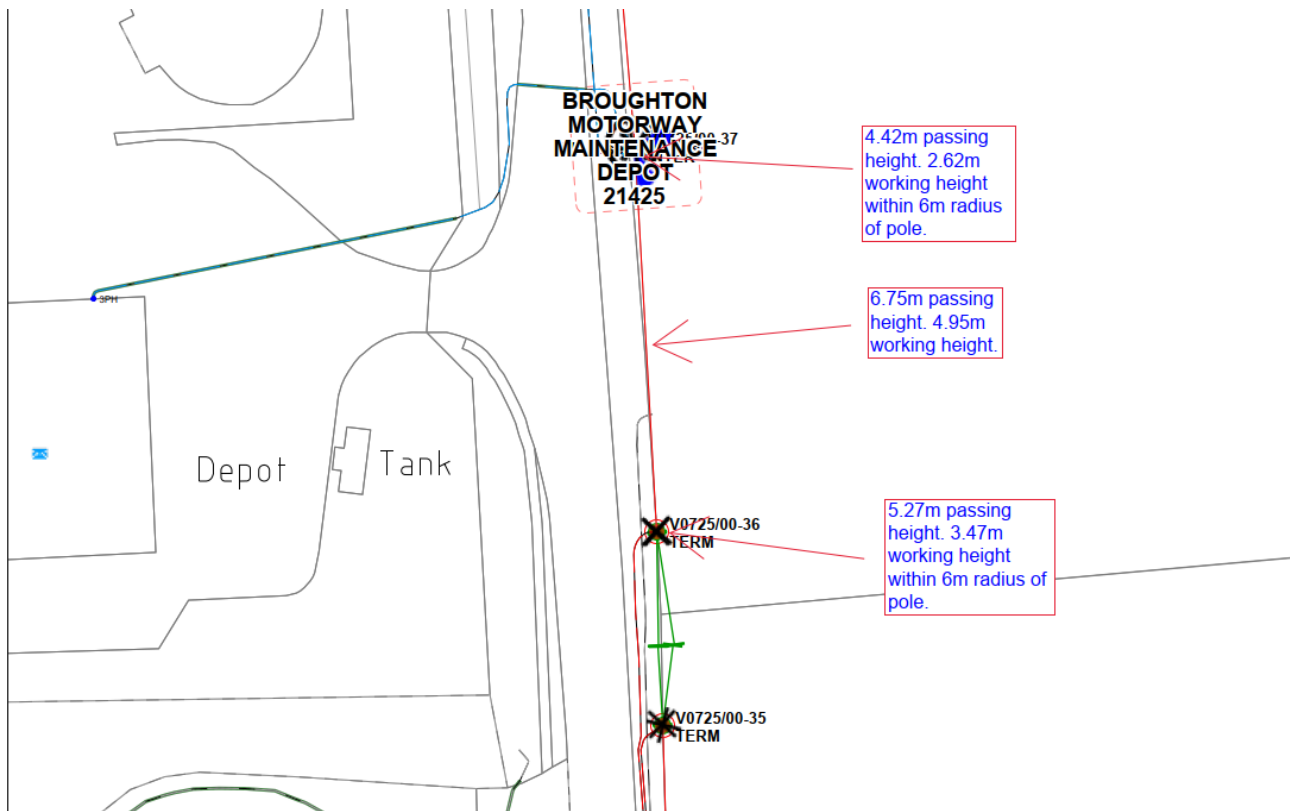 BROUGHTON
MOTORWAY
MAINTENANCE
DEPOT
21425
4.42m passing
height. 2.62m
working height
within 6m radius
of pole.
3PH
6.75m passing
height. 4.95m
working height.
Depot
Tank
V0725/00-36
TERM
5.27m passing
height. 3.47m
working height
within 6m radius of
pole.
V0725/00-35
TERM